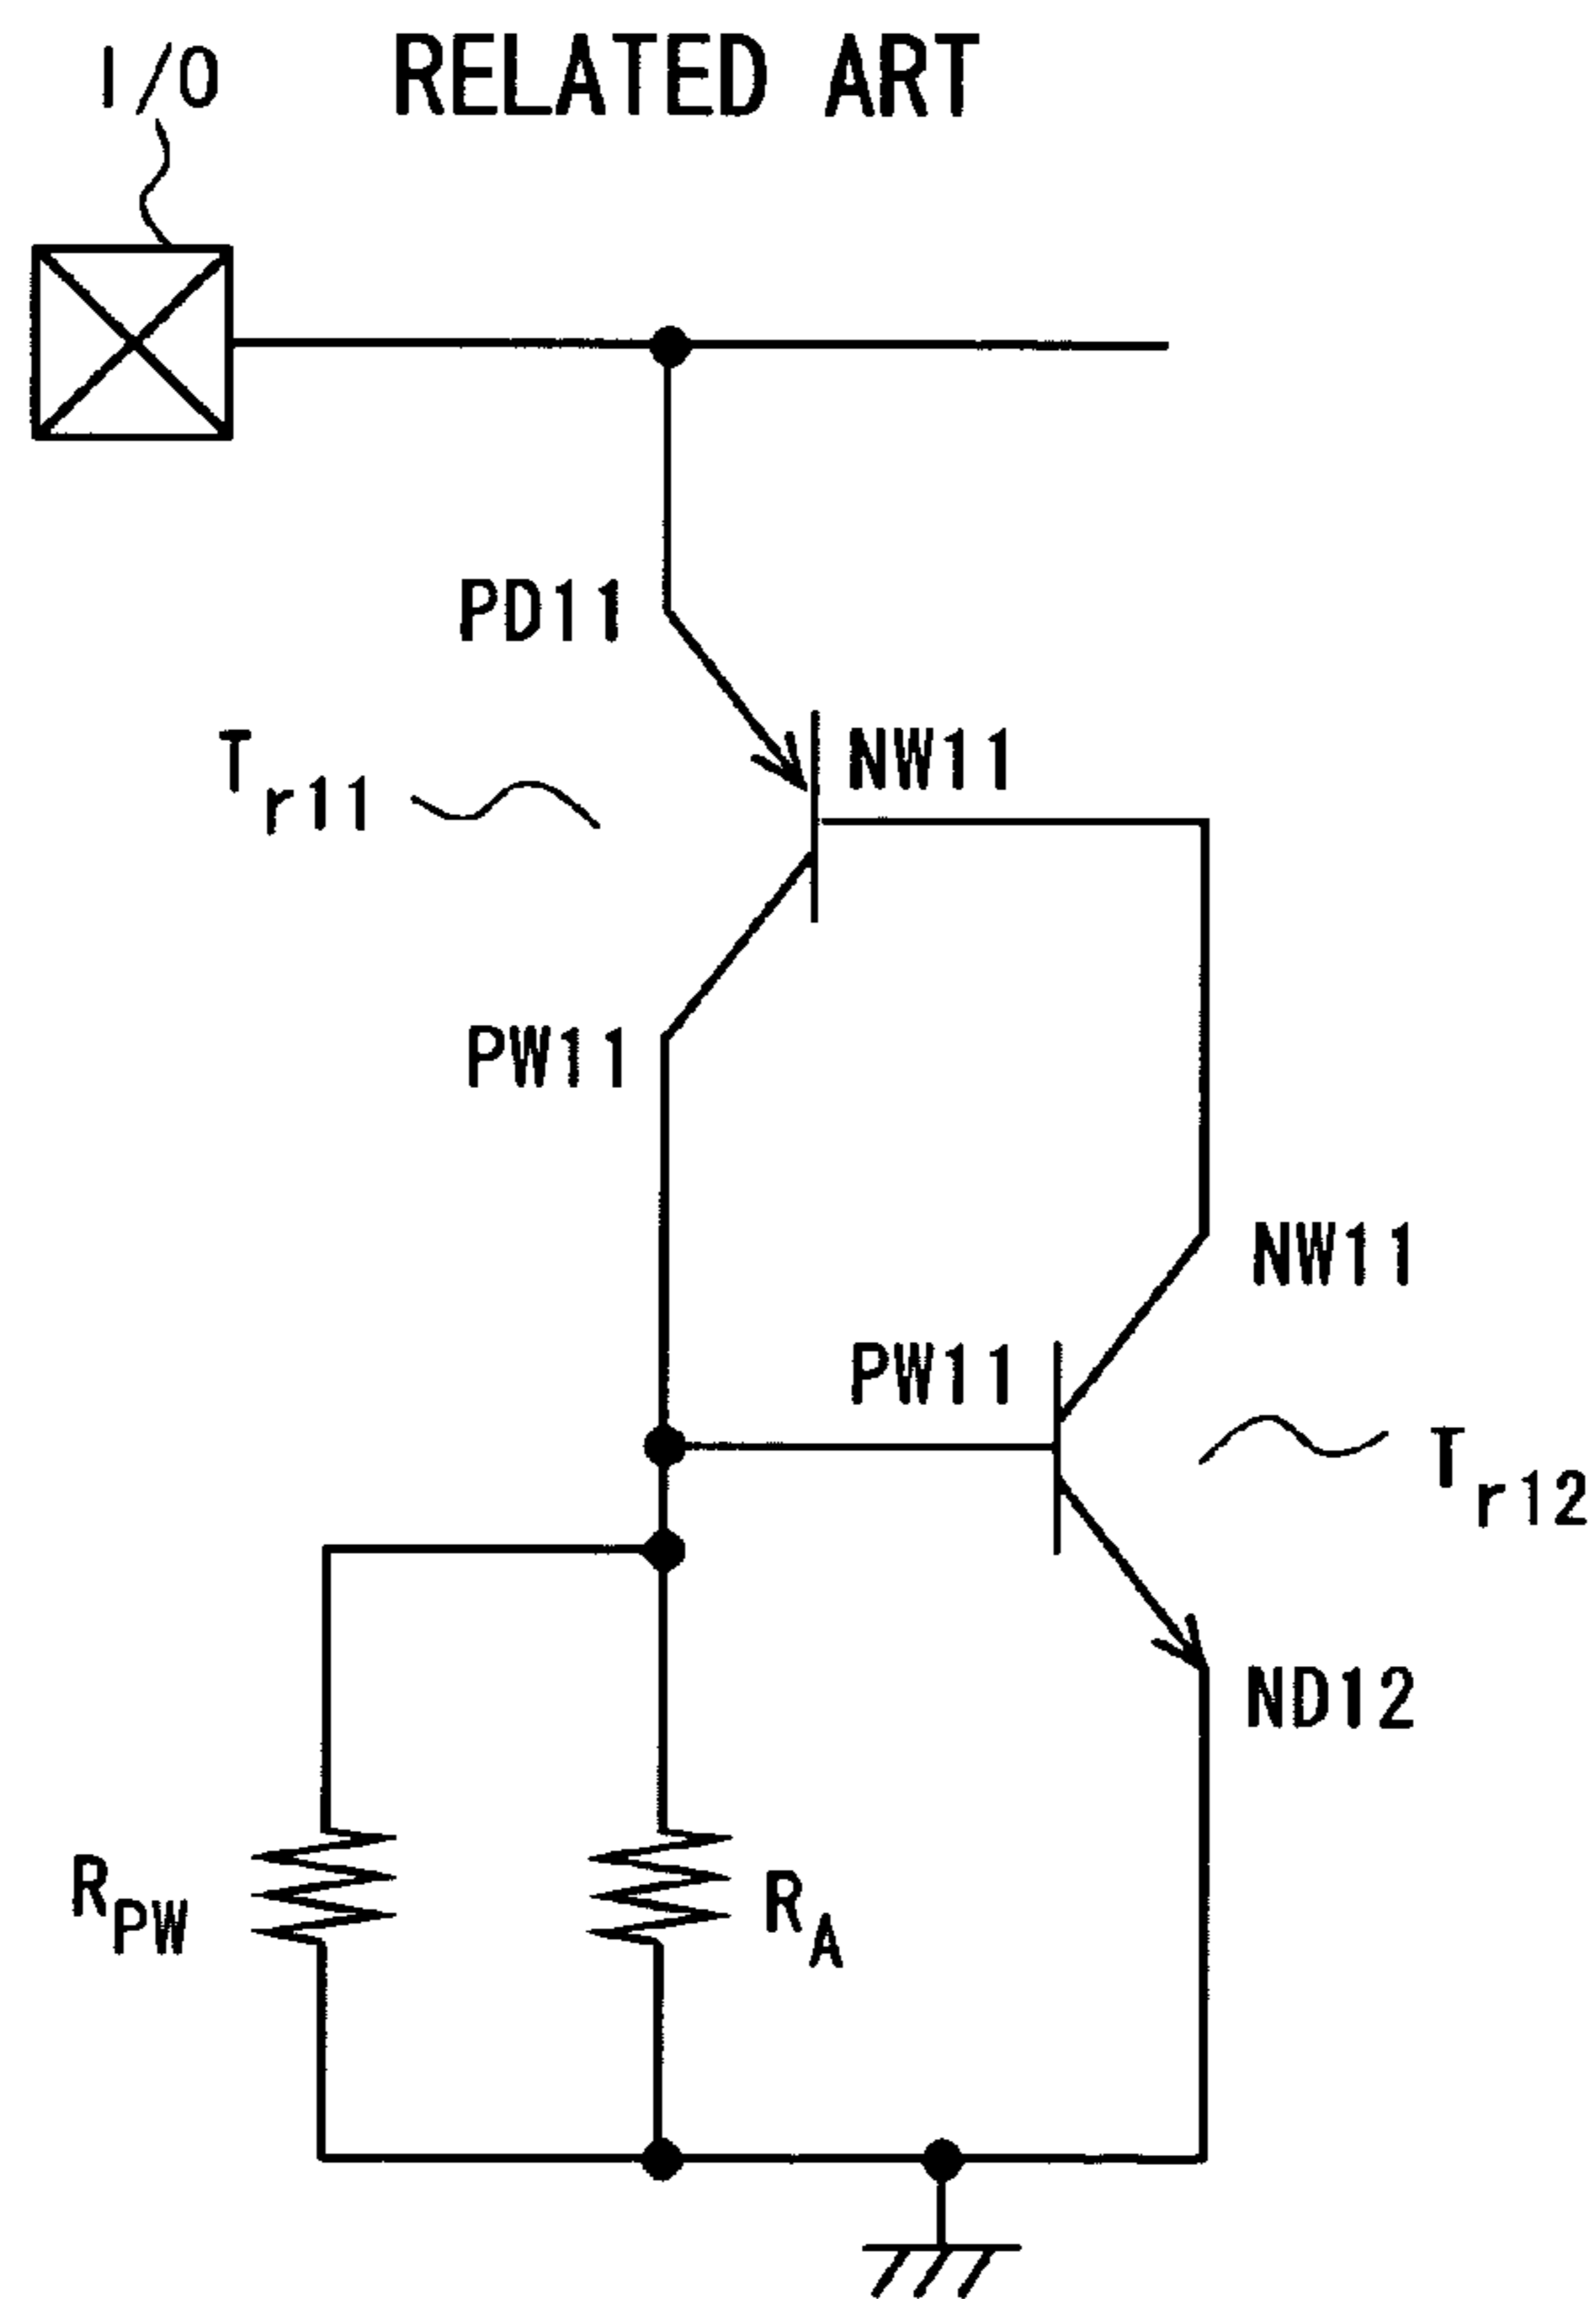 I/O
RELATED ART
PD11
Tr11
NW11
PW11
NW11
PW11
Tr12
ND12
RPW
RA